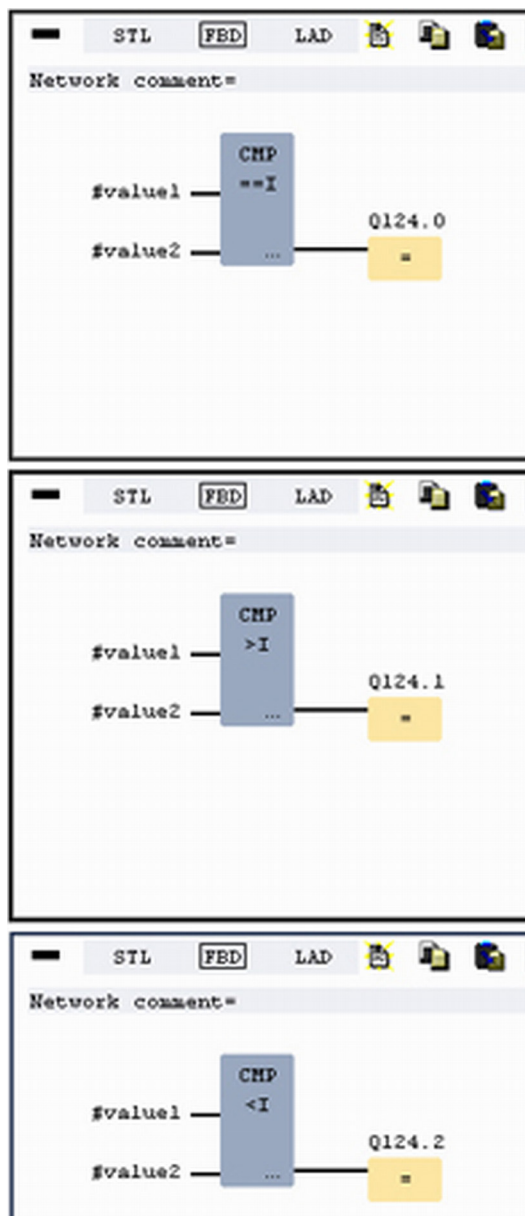 STL FBD LAD
Network comment=
CMP
#value1 ==I
Q124.0
#value2 ... =
STL FBD LAD
Network comment=
CMP
#value1 >I
Q124.1
#value2 ... =
STL FBD LAD
Network comment=
CMP
#value1 <I
Q124.2
#value2 ... =